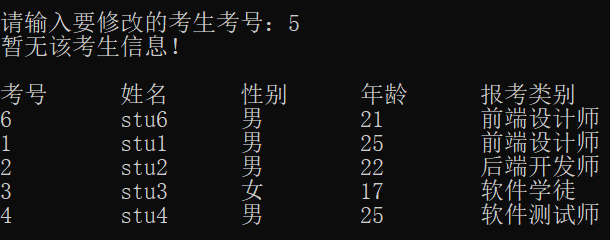 请输入要修改的考生考号：5
暂无该考生信息！
考号 姓名 性别 年龄 报考类别
6 stu6 男 21 前端设计师
1 stu1 男 25 前端设计师
2 stu2 男 22 后端开发师
3 stu3 女 17 软件学徒
4 stu4 男 25 软件测试师